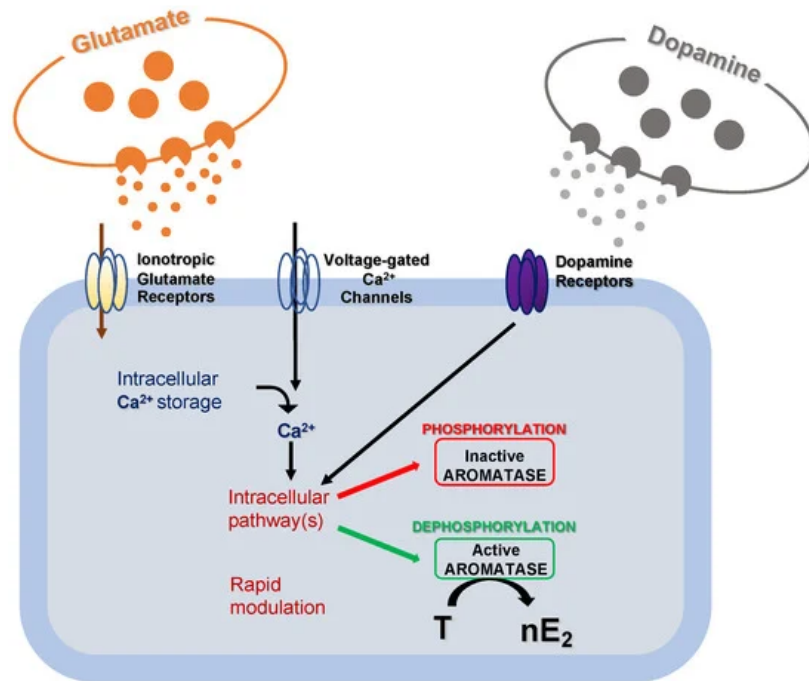 Glutamate
Dopamine
Ionotropic
Glutamate
Receptors
Voltage-gated
Ca²⁺
Channels
Dopamine
Receptors
Intracellular
Ca²⁺ storage
Ca²⁺
PHOSPHORYLATION
Inactive
AROMATASE
Intracellular
pathway(s)
DEPHOSPHORYLATION
Active
AROMATASE
Rapid
modulation
T
nE₂